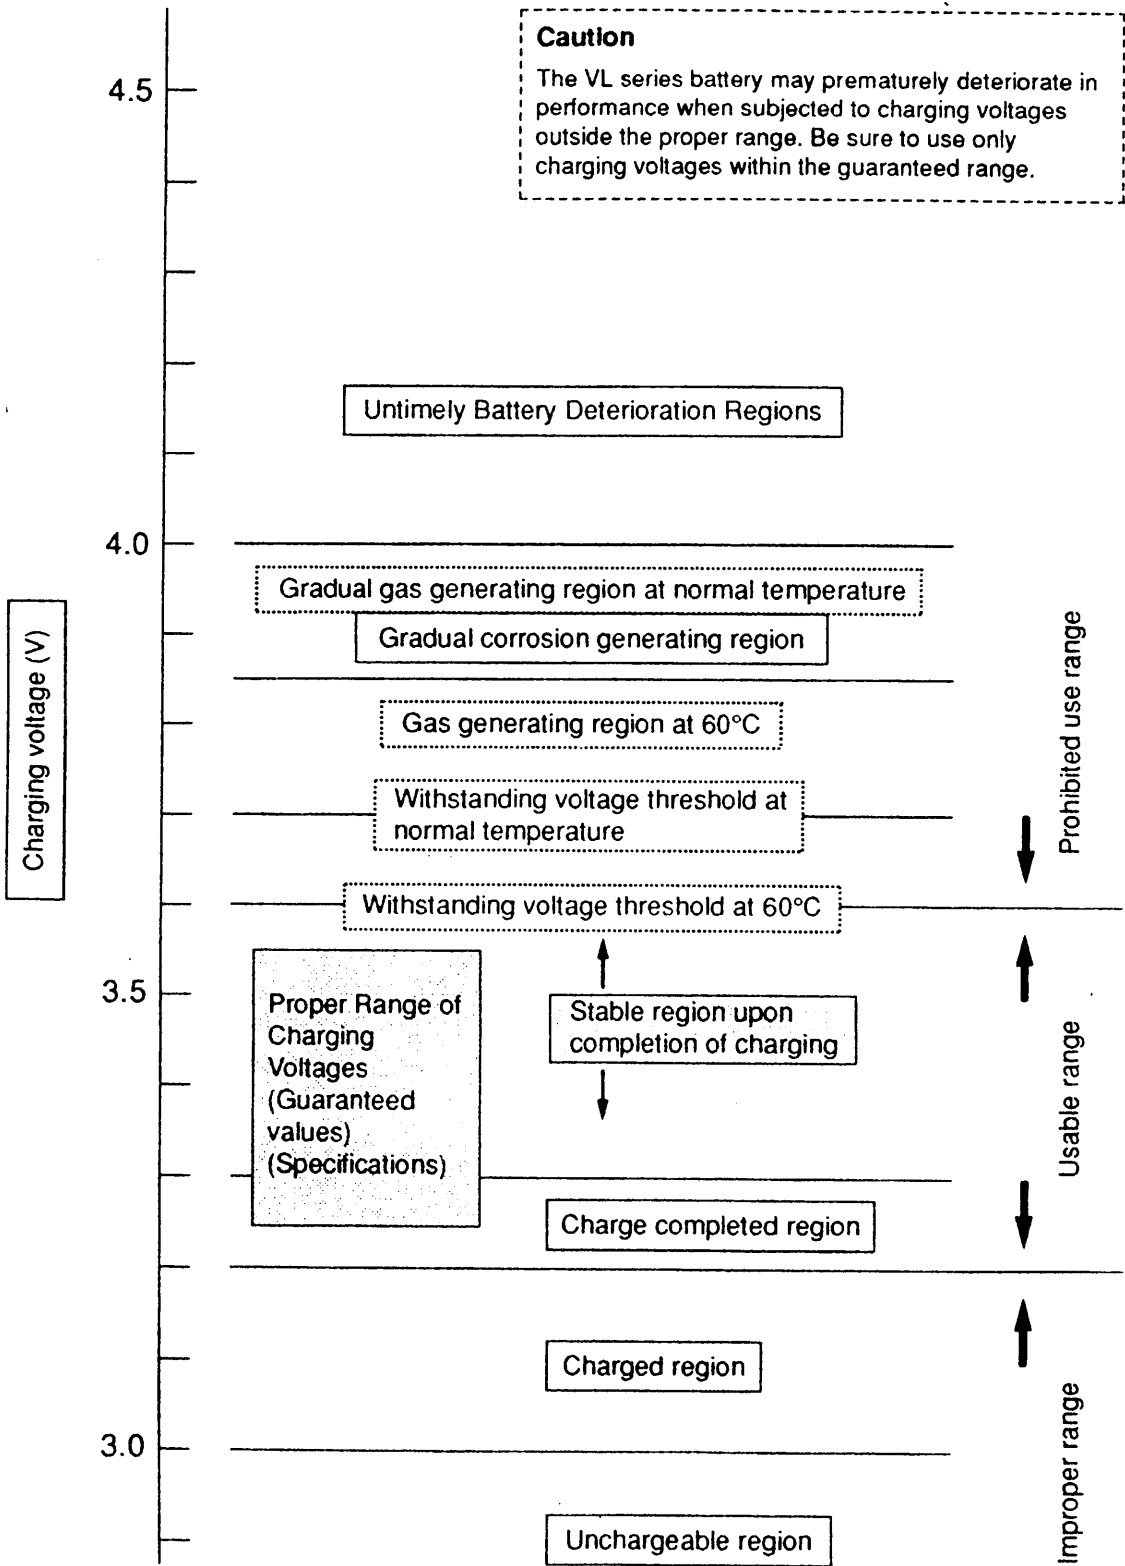 Caution
The VL series battery may prematurely deteriorate in
performance when subjected to charging voltages
outside the proper range. Be sure to use only
charging voltages within the guaranteed range.
4.5
Untimely Battery Deterioration Regions
4.0
Gradual gas generating region at normal temperature
Gradual corrosion generating region
Gas generating region at 60°C
Withstanding voltage threshold at
normal temperature
Withstanding voltage threshold at 60°C
Charging voltage (V)
Prohibited use range
3.5
Proper Range of
Charging
Voltages
(Guaranteed
values)
(Specifications)
Stable region upon
completion of charging
Usable range
Charge completed region
Charged region
3.0
Improper range
Unchargeable region